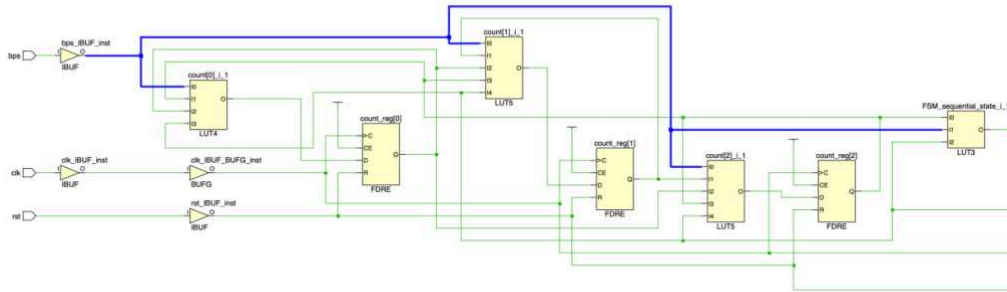 bps
bps_IBUF_inst
I O
IBUF
count[0]_i_1
I0
I1
I2
I3
O
LUT4
count[1]_i_1
I0
I1
I2
I3
I4
O
LUT5
count_reg[0]
C
CE
D
R
Q
FDRE
clk
clk_IBUF_inst
I O
IBUF
clk_IBUF_BUFG_inst
I O
BUFG
rst
rst_IBUF_inst
I O
IBUF
count_reg[1]
C
CE
D
R
Q
FDRE
count[2]_i_1
I0
I1
I2
I3
I4
O
LUT5
count_reg[2]
C
CE
D
R
Q
FDRE
FSM_sequential_state_i_1
I0
I1
I2
O
LUT3